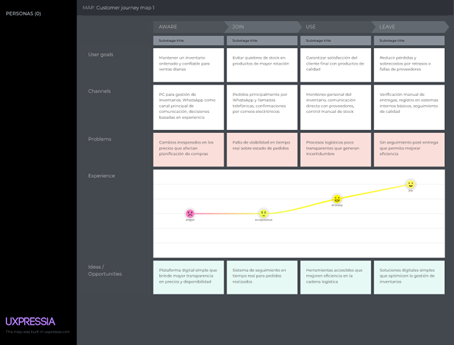 PERSONAS (0)
MAP Customer journey map 1
AWARE
JOIN
USE
LEAVE
Substage title
Substage title
Substage title
Substage title
User goals
Mantener un inventario
ordenado y confiable para
ventas diarias
Evitar quiebres de stock en
productos de mayor rotación
Garantizar satisfacción del
cliente final con productos de
calidad
Reducir pérdidas y
sobrecostos por retrasos o
fallas de proveedores
Channels
PC para gestión de
inventarios, WhatsApp como
canal principal de
comunicación, decisiones
basadas en experiencia
Pedidos principalmente por
WhatsApp y llamadas
telefónicas, confirmaciones
por correos electrónicos
Monitoreo personal del
inventario, comunicación
directa con proveedores,
control manual de stock
Verificación manual de
entregas, registro en sistemas
internos básicos, seguimiento
de calidad
Problems
Cambios inesperados en los
precios que afectan
planificación de compras
Falta de visibilidad en tiempo
real sobre estado de pedidos
Procesos logísticos poco
transparentes que generan
incertidumbre
Sin seguimiento post-entrega
que permita mejorar
eficiencia
Experience
Ideas /
Opportunities
Plataforma digital simple que
brinde mayor transparencia
en precios y disponibilidad
Sistema de seguimiento en
tiempo real para pedidos
realizados
Herramientas accesibles que
mejoren eficiencia en la
cadena logística
Soluciones digitales simples
que optimicen la gestión de
inventarios
UXPRESSIA
This map was built in uxpressia.com